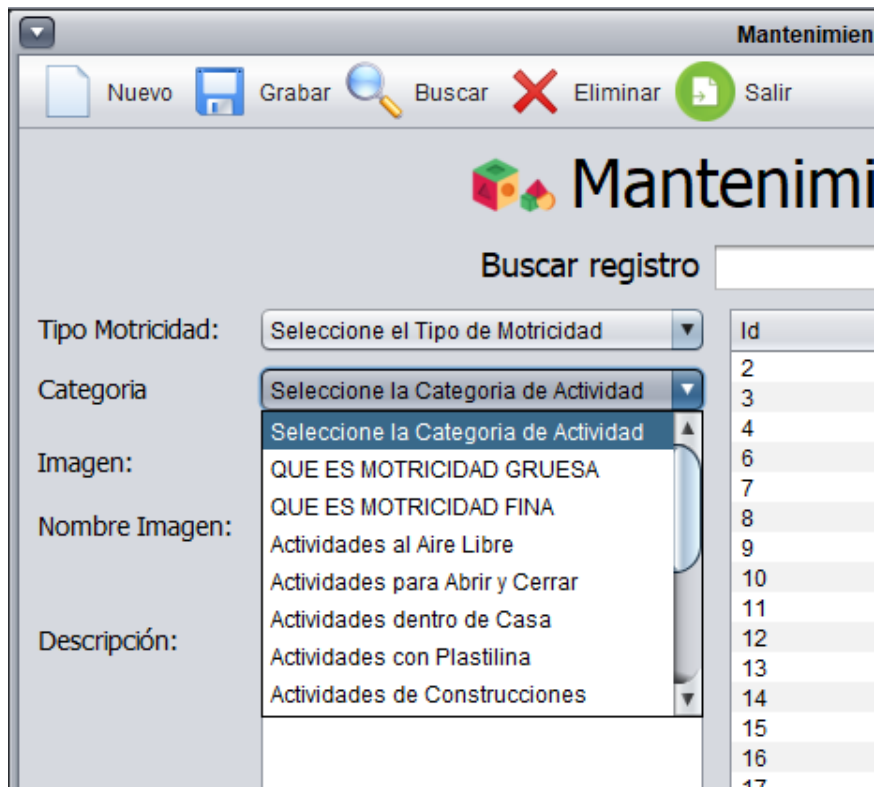 Mantenimien
Nuevo Grabar Buscar Eliminar Salir
Mantenimi
Buscar registro
Tipo Motricidad: Seleccione el Tipo de Motricidad
Categoria Seleccione la Categoria de Actividad
Seleccione la Categoria de Actividad
QUE ES MOTRICIDAD GRUESA
QUE ES MOTRICIDAD FINA
Actividades al Aire Libre
Actividades para Abrir y Cerrar
Actividades dentro de Casa
Actividades con Plastilina
Actividades de Construcciones
Imagen:
Nombre Imagen:
Descripción:
Id
2
3
4
6
7
8
9
10
11
12
13
14
15
16
17